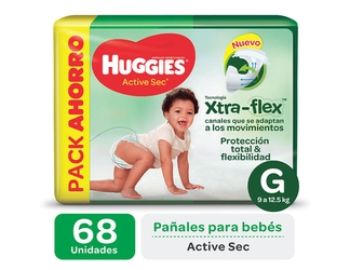 PACK AHORRO
HUGGIES
Active Sec
Nuevo
Tecnología
Xtra-flex™
canales que se adaptan
a los movimientos
Protección
total &
flexibilidad
G
9 a 12.5 kg
68
Unidades
Pañales para bebés
Active Sec